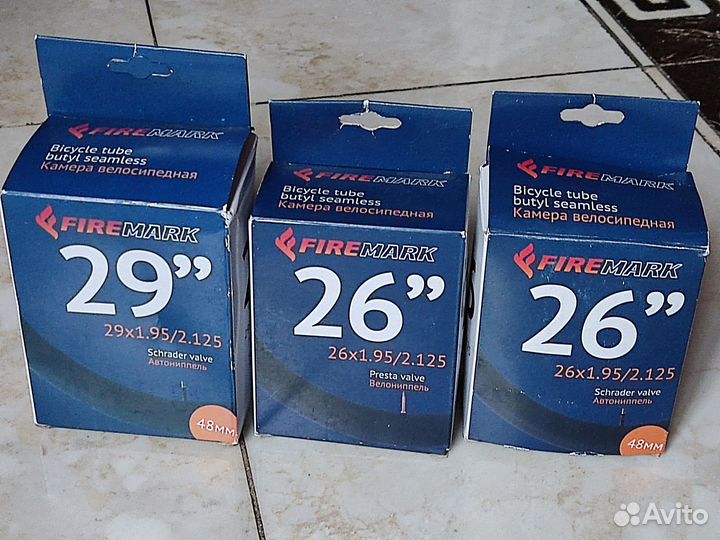 FIREMARK
Bicycle tube
butyl seamless
Камера велосипедная
FIREMARK
29”
29x1.95/2.125
Schrader valve
Автониппель
48мм
FIREMARK
Bicycle tube
butyl seamless
Камера велосипедная
FIREMARK
26”
26x1.95/2.125
Presta valve
Велониппель
FIREMARK
Bicycle tube
butyl seamless
Камера велосипедная
FIREMARK
26”
26x1.95/2.125
Schrader valve
Автониппель
48мм
Avito